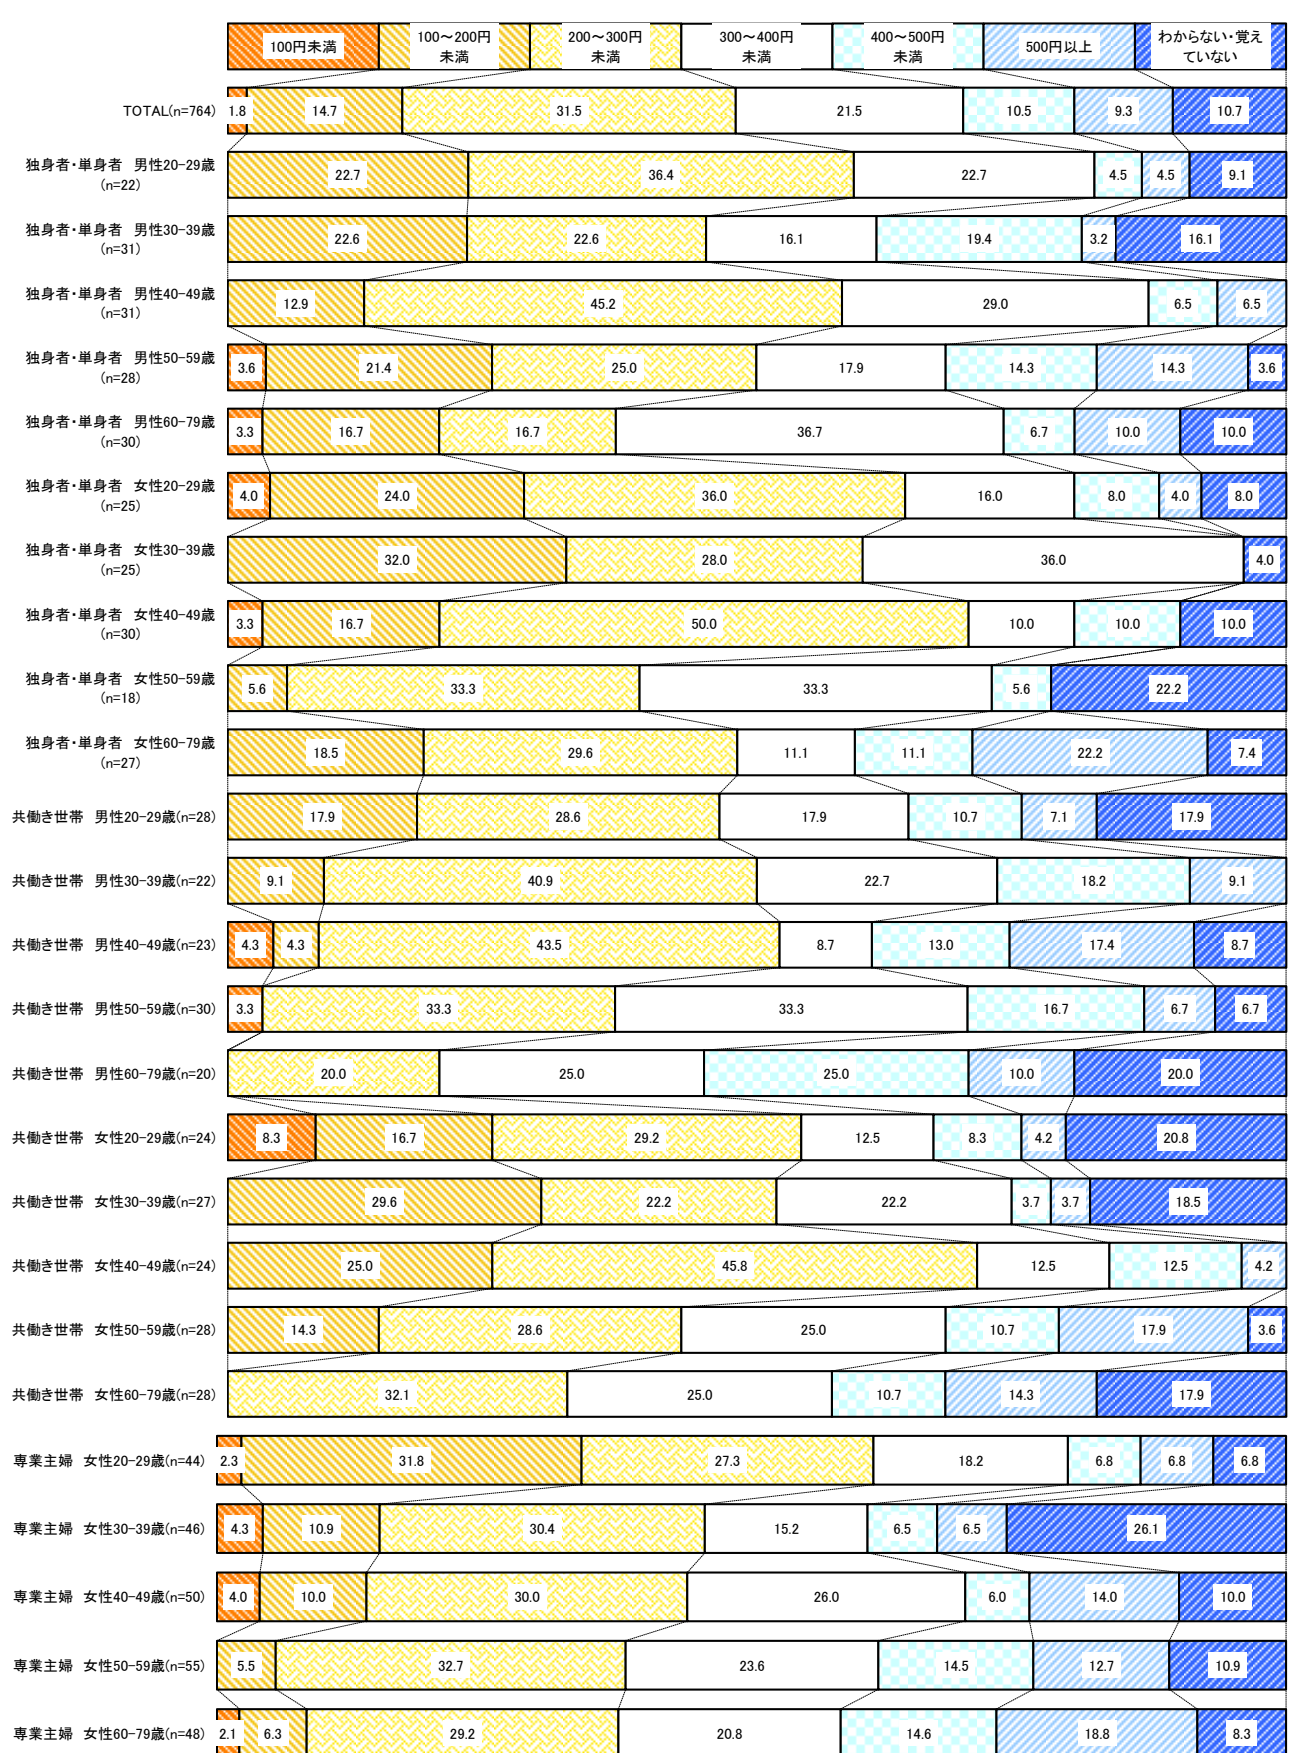 100円未満
100～200円
未満
200～300円
未満
300～400円
未満
400～500円
未満
500円以上
わからない・覚え
ていない
TOTAL(n=764) 1.8 14.7 31.5 21.5 10.5 9.3 10.7
独身者・単身者 男性20-29歳
(n=22)
22.7 36.4 22.7 4.5 4.5 9.1
独身者・単身者 男性30-39歳
(n=31)
22.6 22.6 16.1 19.4 3.2 16.1
独身者・単身者 男性40-49歳
(n=31)
12.9 45.2 29.0 6.5 6.5
独身者・単身者 男性50-59歳
(n=28)
3.6 21.4 25.0 17.9 14.3 14.3 3.6
独身者・単身者 男性60-79歳
(n=30)
3.3 16.7 16.7 36.7 6.7 10.0 10.0
独身者・単身者 女性20-29歳
(n=25)
4.0 24.0 36.0 16.0 8.0 4.0 8.0
独身者・単身者 女性30-39歳
(n=25)
32.0 28.0 36.0 4.0
独身者・単身者 女性40-49歳
(n=30)
3.3 16.7 50.0 10.0 10.0 10.0
独身者・単身者 女性50-59歳
(n=18)
5.6 33.3 33.3 5.6 22.2
独身者・単身者 女性60-79歳
(n=27)
18.5 29.6 11.1 11.1 22.2 7.4
共働き世帯 男性20-29歳(n=28) 17.9 28.6 17.9 10.7 7.1 17.9
共働き世帯 男性30-39歳(n=22) 9.1 40.9 22.7 18.2 9.1
共働き世帯 男性40-49歳(n=23) 4.3 4.3 43.5 8.7 13.0 17.4 8.7
共働き世帯 男性50-59歳(n=30) 3.3 33.3 33.3 16.7 6.7 6.7
共働き世帯 男性60-79歳(n=20) 20.0 25.0 25.0 10.0 20.0
共働き世帯 女性20-29歳(n=24) 8.3 16.7 29.2 12.5 8.3 4.2 20.8
共働き世帯 女性30-39歳(n=27) 29.6 22.2 22.2 3.7 3.7 18.5
共働き世帯 女性40-49歳(n=24) 25.0 45.8 12.5 12.5 4.2
共働き世帯 女性50-59歳(n=28) 14.3 28.6 25.0 10.7 17.9 3.6
共働き世帯 女性60-79歳(n=28) 32.1 25.0 10.7 14.3 17.9
専業主婦 女性20-29歳(n=44) 2.3 31.8 27.3 18.2 6.8 6.8 6.8
専業主婦 女性30-39歳(n=46) 4.3 10.9 30.4 15.2 6.5 6.5 26.1
専業主婦 女性40-49歳(n=50) 4.0 10.0 30.0 26.0 6.0 14.0 10.0
専業主婦 女性50-59歳(n=55) 5.5 32.7 23.6 14.5 12.7 10.9
専業主婦 女性60-79歳(n=48) 2.1 6.3 29.2 20.8 14.6 18.8 8.3